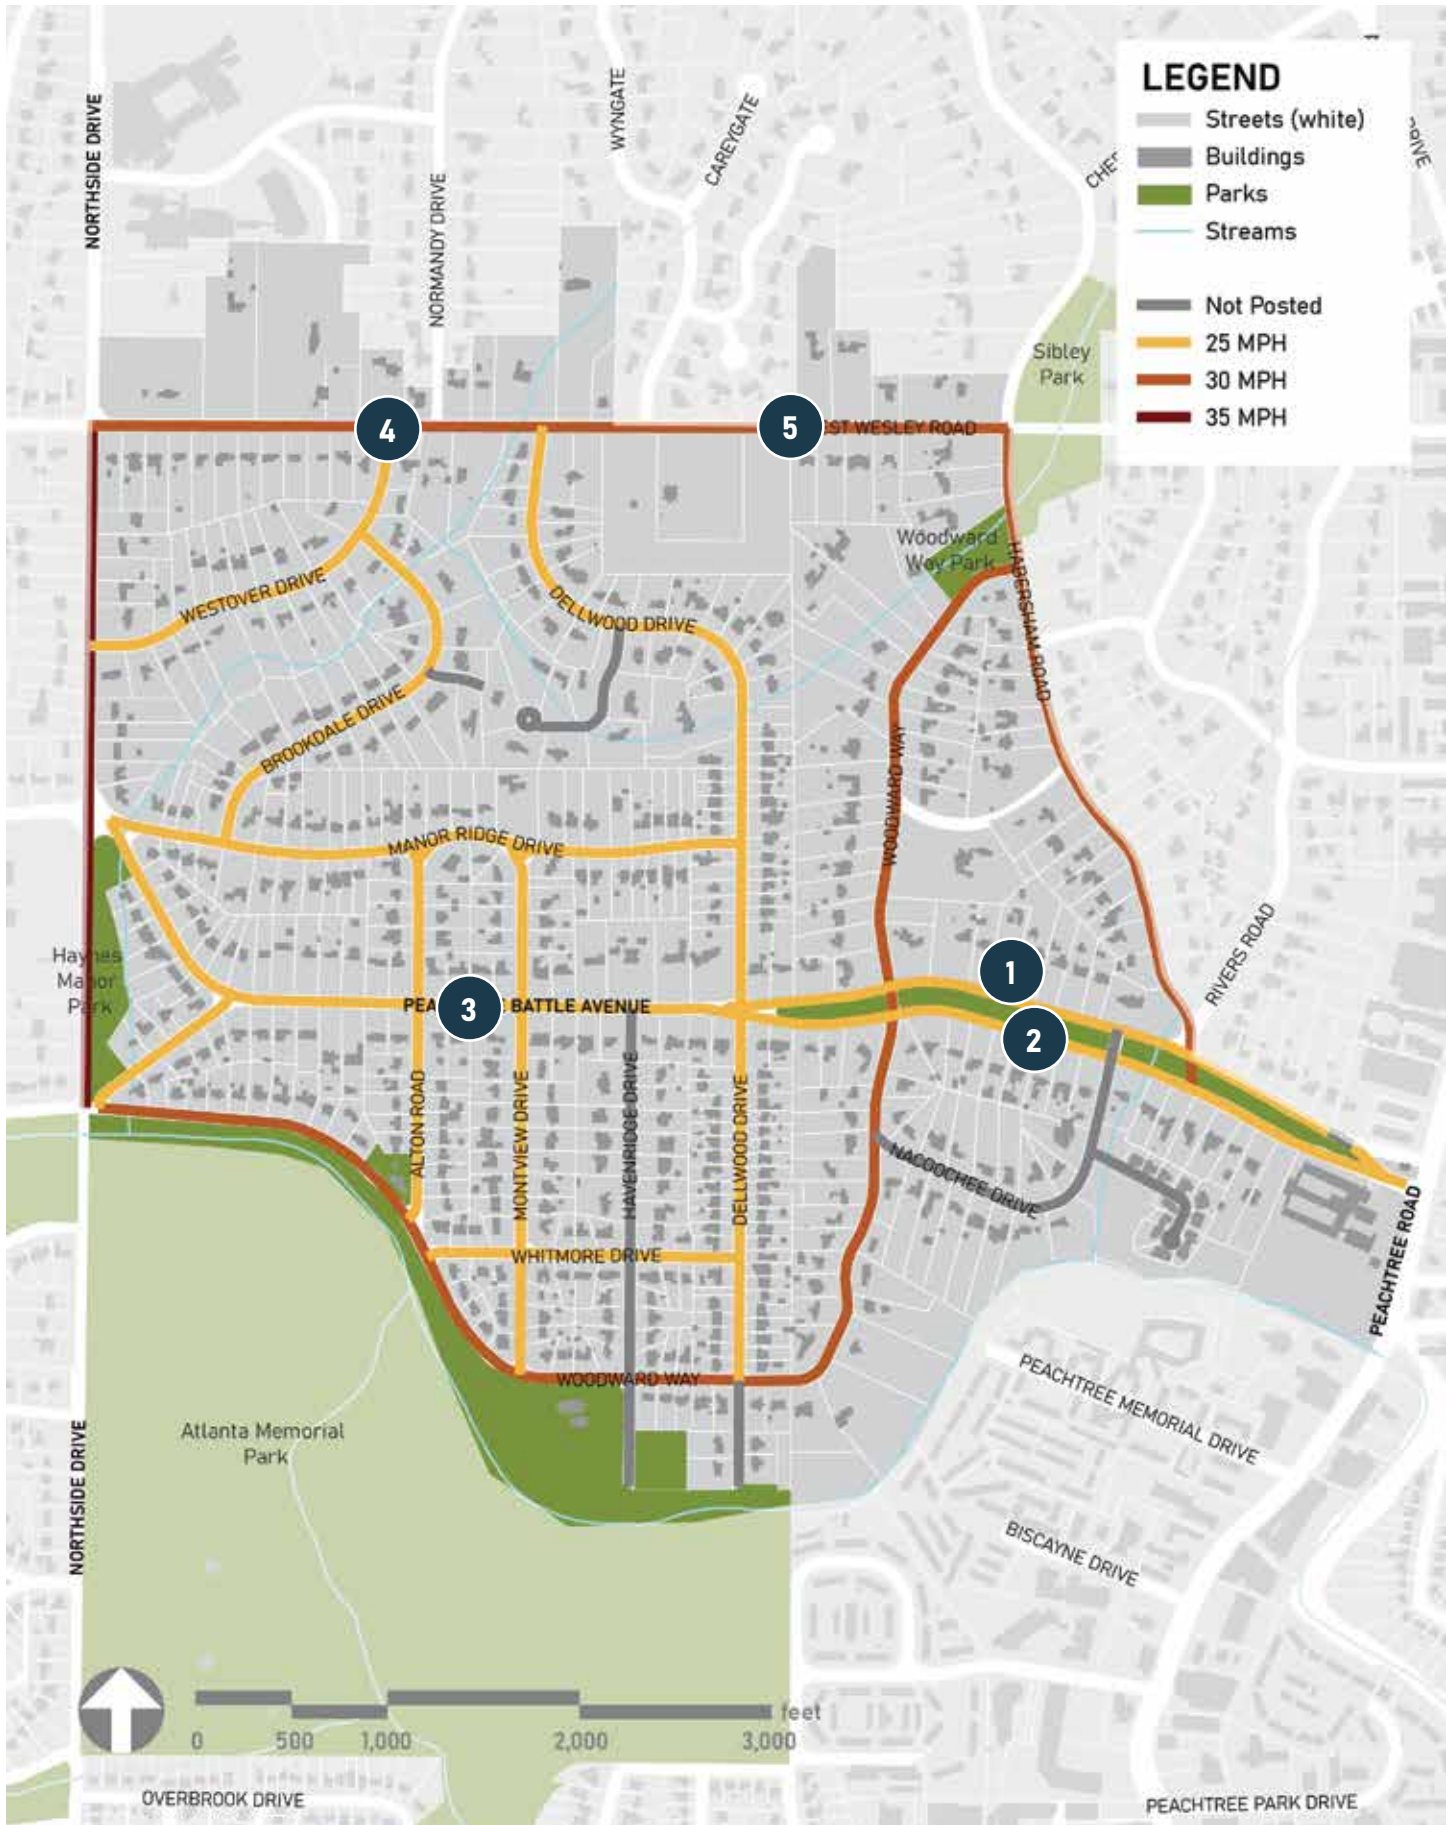 LEGEND
Streets (white)
Buildings
Parks
Streams
Not Posted
25 MPH
30 MPH
35 MPH
NORTHSIDE DRIVE
NORMANDY DRIVE
WYNGATE
CAREYGATE
DRIVE
Sibley
Park
4
5
EST WESLEY ROAD
Woodward
Way Park
HABERSHAM ROAD
WESTOVER DRIVE
DELLWOOD DRIVE
BROOKDALE DRIVE
WOODWARD WAY
MANOR RIDGE DRIVE
Haynes
Manor
Park
RIVERS ROAD
1
2
3
BATTLE AVENUE
ALTON ROAD
MONTVIEW DRIVE
HAVENRIDGE DRIVE
DELLWOOD DRIVE
NACOOCHEE DRIVE
PEACHTREE ROAD
WHITMORE DRIVE
WOODWARD WAY
PEACHTREE MEMORIAL DRIVE
Atlanta Memorial
Park
NORTHSIDE DRIVE
BISCAYNE DRIVE
feet
0 500 1,000 2,000 3,000
OVERBROOK DRIVE
PEACHTREE PARK DRIVE